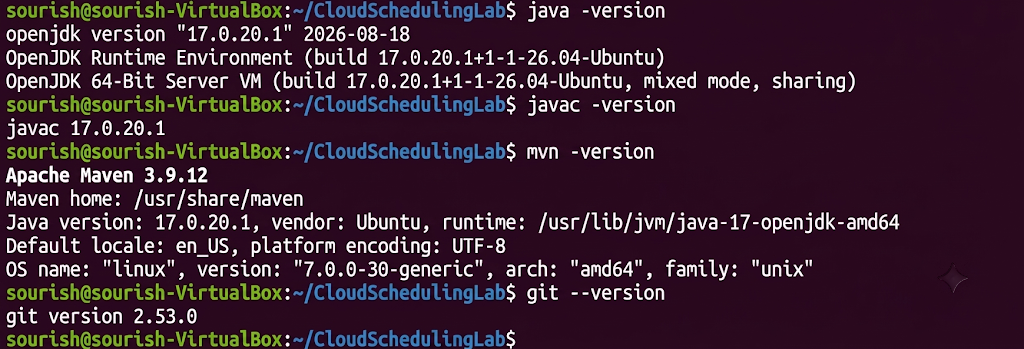 sourish@sourish-VirtualBox:~/CloudSchedulingLab$ java -version
openjdk version "17.0.20.1" 2026-08-18
OpenJDK Runtime Environment (build 17.0.20.1+1-1-26.04-Ubuntu)
OpenJDK 64-Bit Server VM (build 17.0.20.1+1-1-26.04-Ubuntu, mixed mode, sharing)
sourish@sourish-VirtualBox:~/CloudSchedulingLab$ javac -version
javac 17.0.20.1
sourish@sourish-VirtualBox:~/CloudSchedulingLab$ mvn -version
Apache Maven 3.9.12
Maven home: /usr/share/maven
Java version: 17.0.20.1, vendor: Ubuntu, runtime: /usr/lib/jvm/java-17-openjdk-amd64
Default locale: en_US, platform encoding: UTF-8
OS name: "linux", version: "7.0.0-30-generic", arch: "amd64", family: "unix"
sourish@sourish-VirtualBox:~/CloudSchedulingLab$ git --version
git version 2.53.0
sourish@sourish-VirtualBox:~/CloudSchedulingLab$